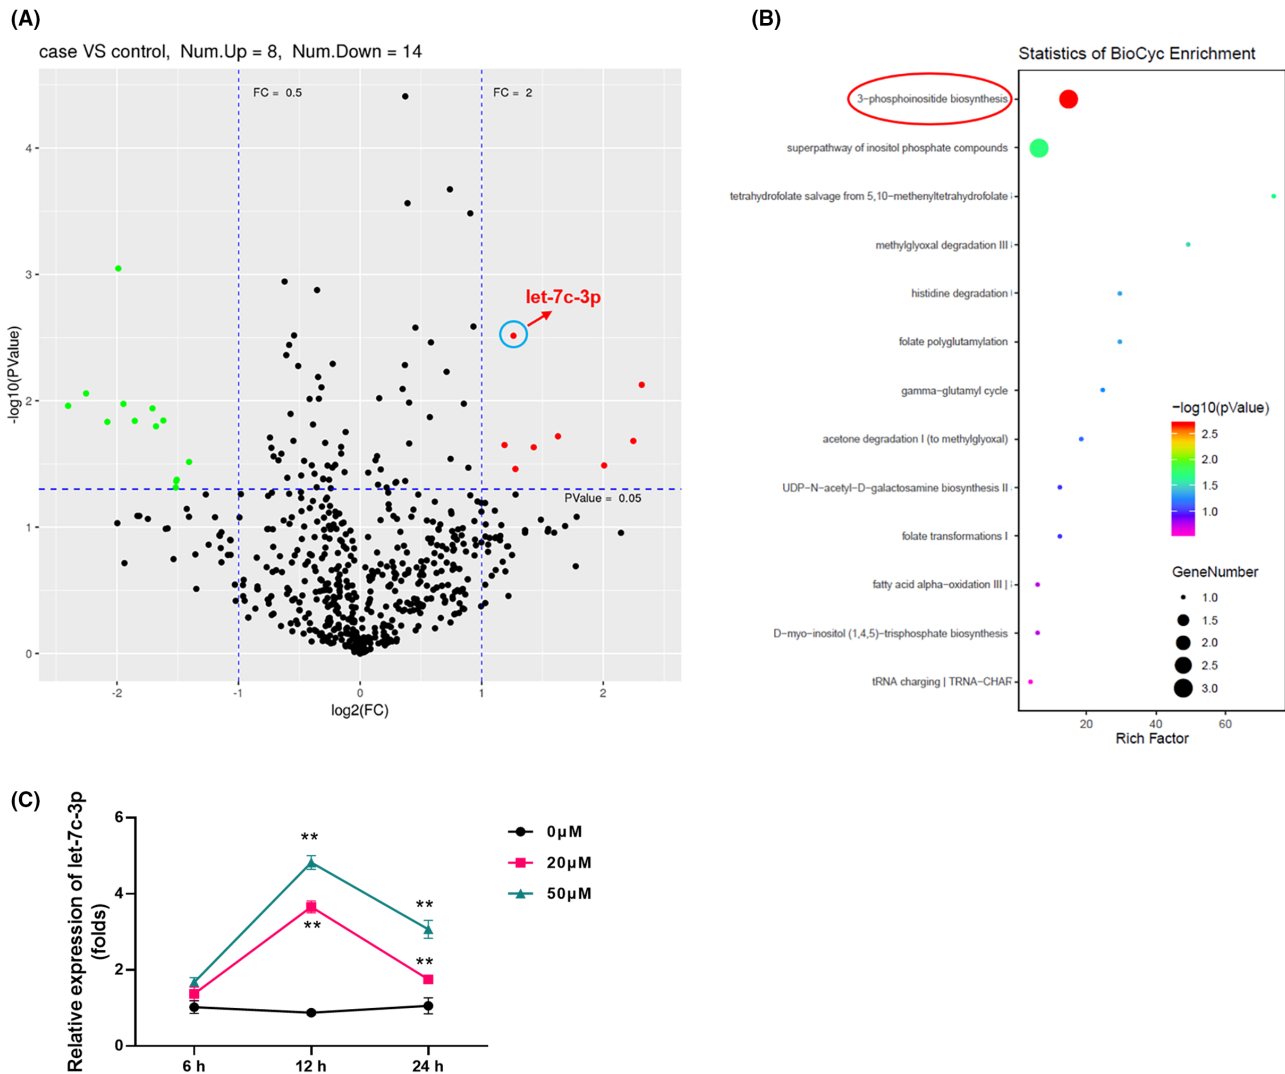 (A)
case VS control,  Num.Up = 8,  Num.Down = 14
FC =  0.5
FC =  2
let-7c-3p
PValue =  0.05
-log10(PValue)
4
3
2
1
0
-2
-1
0
1
2
log2(FC)
(B)
Statistics of BioCyc Enrichment
3−phosphoinositide biosynthesis
superpathway of inositol phosphate compounds
tetrahydrofolate salvage from 5,10−methenyltetrahydrofolate
methylglyoxal degradation III
histidine degradation
folate polyglutamylation
gamma−glutamyl cycle
acetone degradation I (to methylglyoxal)
UDP−N−acetyl−D−galactosamine biosynthesis II
folate transformations I
fatty acid alpha−oxidation III |
D−myo−inositol (1,4,5)−trisphosphate biosynthesis
tRNA charging | TRNA−CHAR
20
40
60
Rich Factor
−log10(pValue)
2.5
2.0
1.5
1.0
GeneNumber
1.0
1.5
2.0
2.5
3.0
(C)
Relative expression of let-7c-3p
(folds)
6
4
2
0
6 h
12 h
24 h
**
**
**
**
0μM
20μM
50μM